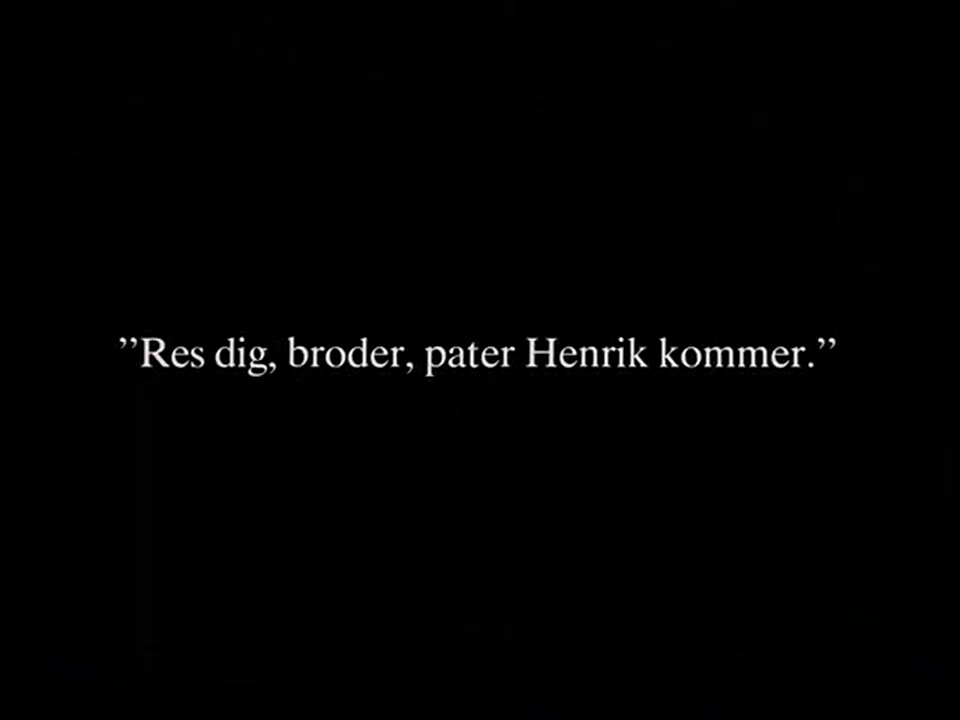 ”Res dig, broder, pater Henrik kommer.”